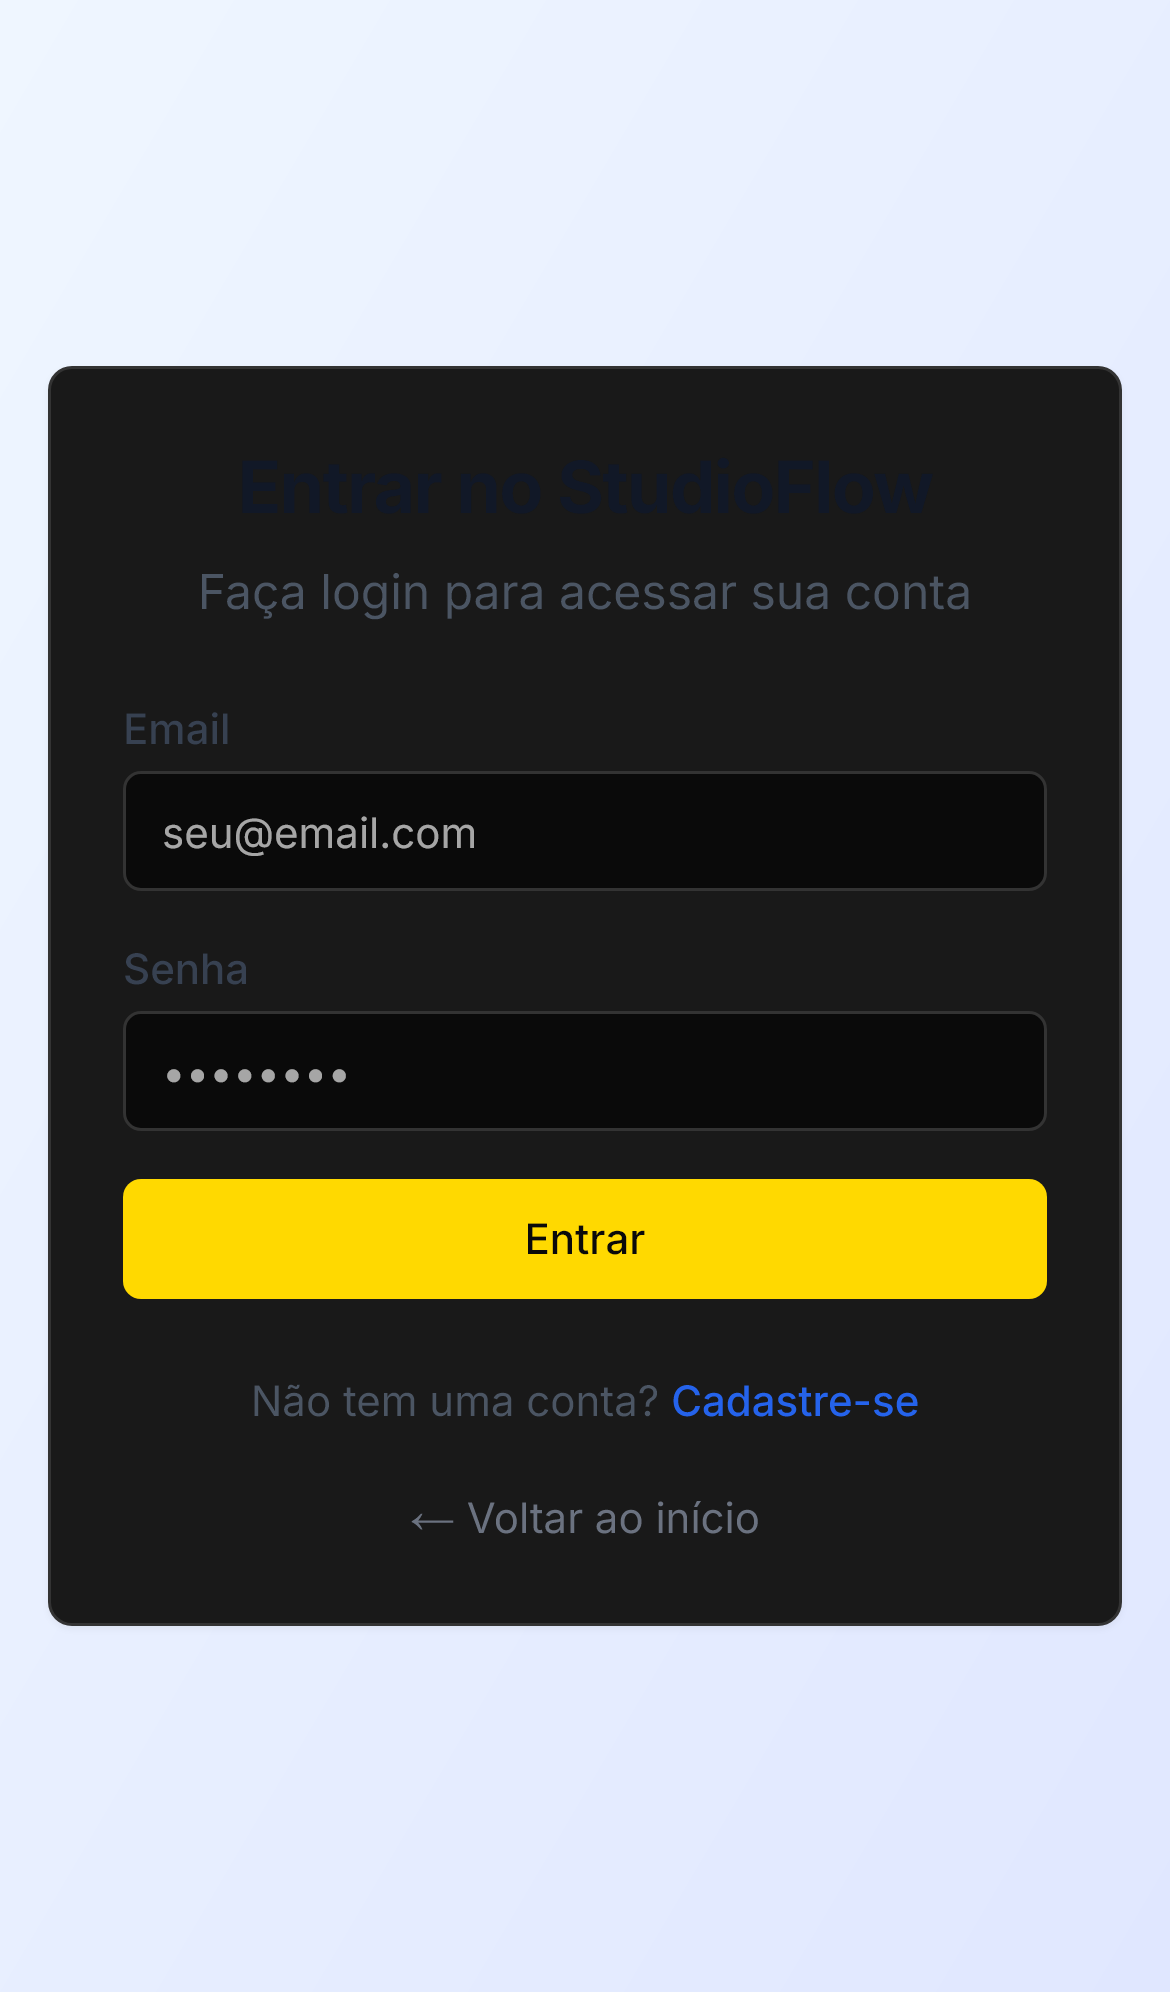 Entrar no StudioFlow
Faça login para acessar sua conta
Email
seu@email.com
Senha
••••••••
Entrar
Não tem uma conta? Cadastre-se
← Voltar ao início